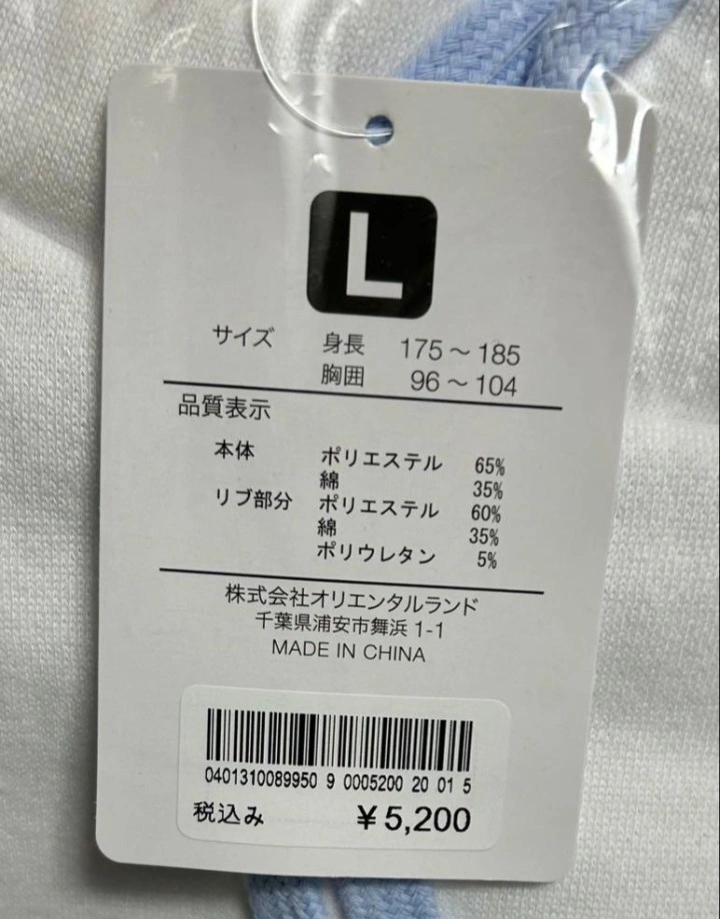 L
サイズ 身長 175～185
胸囲 96～104
品質表示
本体 ポリエステル 65%
綿 35%
リブ部分 ポリエステル 60%
綿 35%
ポリウレタン 5%
株式会社オリエンタルランド
千葉県浦安市舞浜 1-1
MADE IN CHINA
0401310089950 9 0005200 20 01 5
税込み ¥5,200